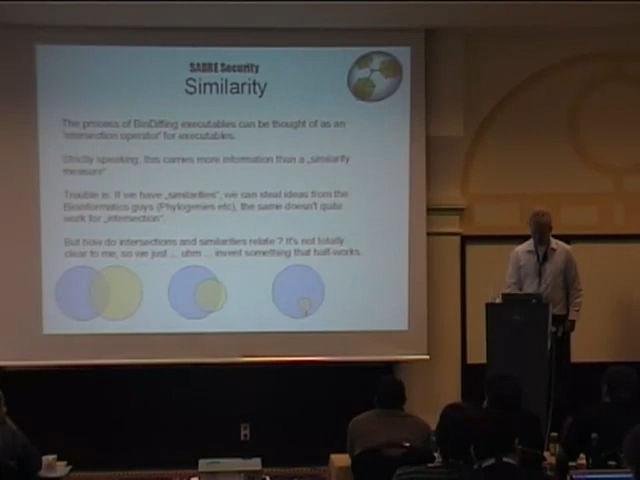 SABRE Security
Similarity
The process of BinDiffing executables can be thought of as an
'intersection operator' for executables.
Strictly speaking, this carries more information than a „similarity
measure“
Trouble is: If we have „similarities“, we can steal ideas from the
Bioinformatics guys (Phylogenies etc), the same doesn't quite
work for „intersection“.
But how do intersections and similarities relate ? It's not totally
clear to me, so we just ... uhm ... invent something that half-works.